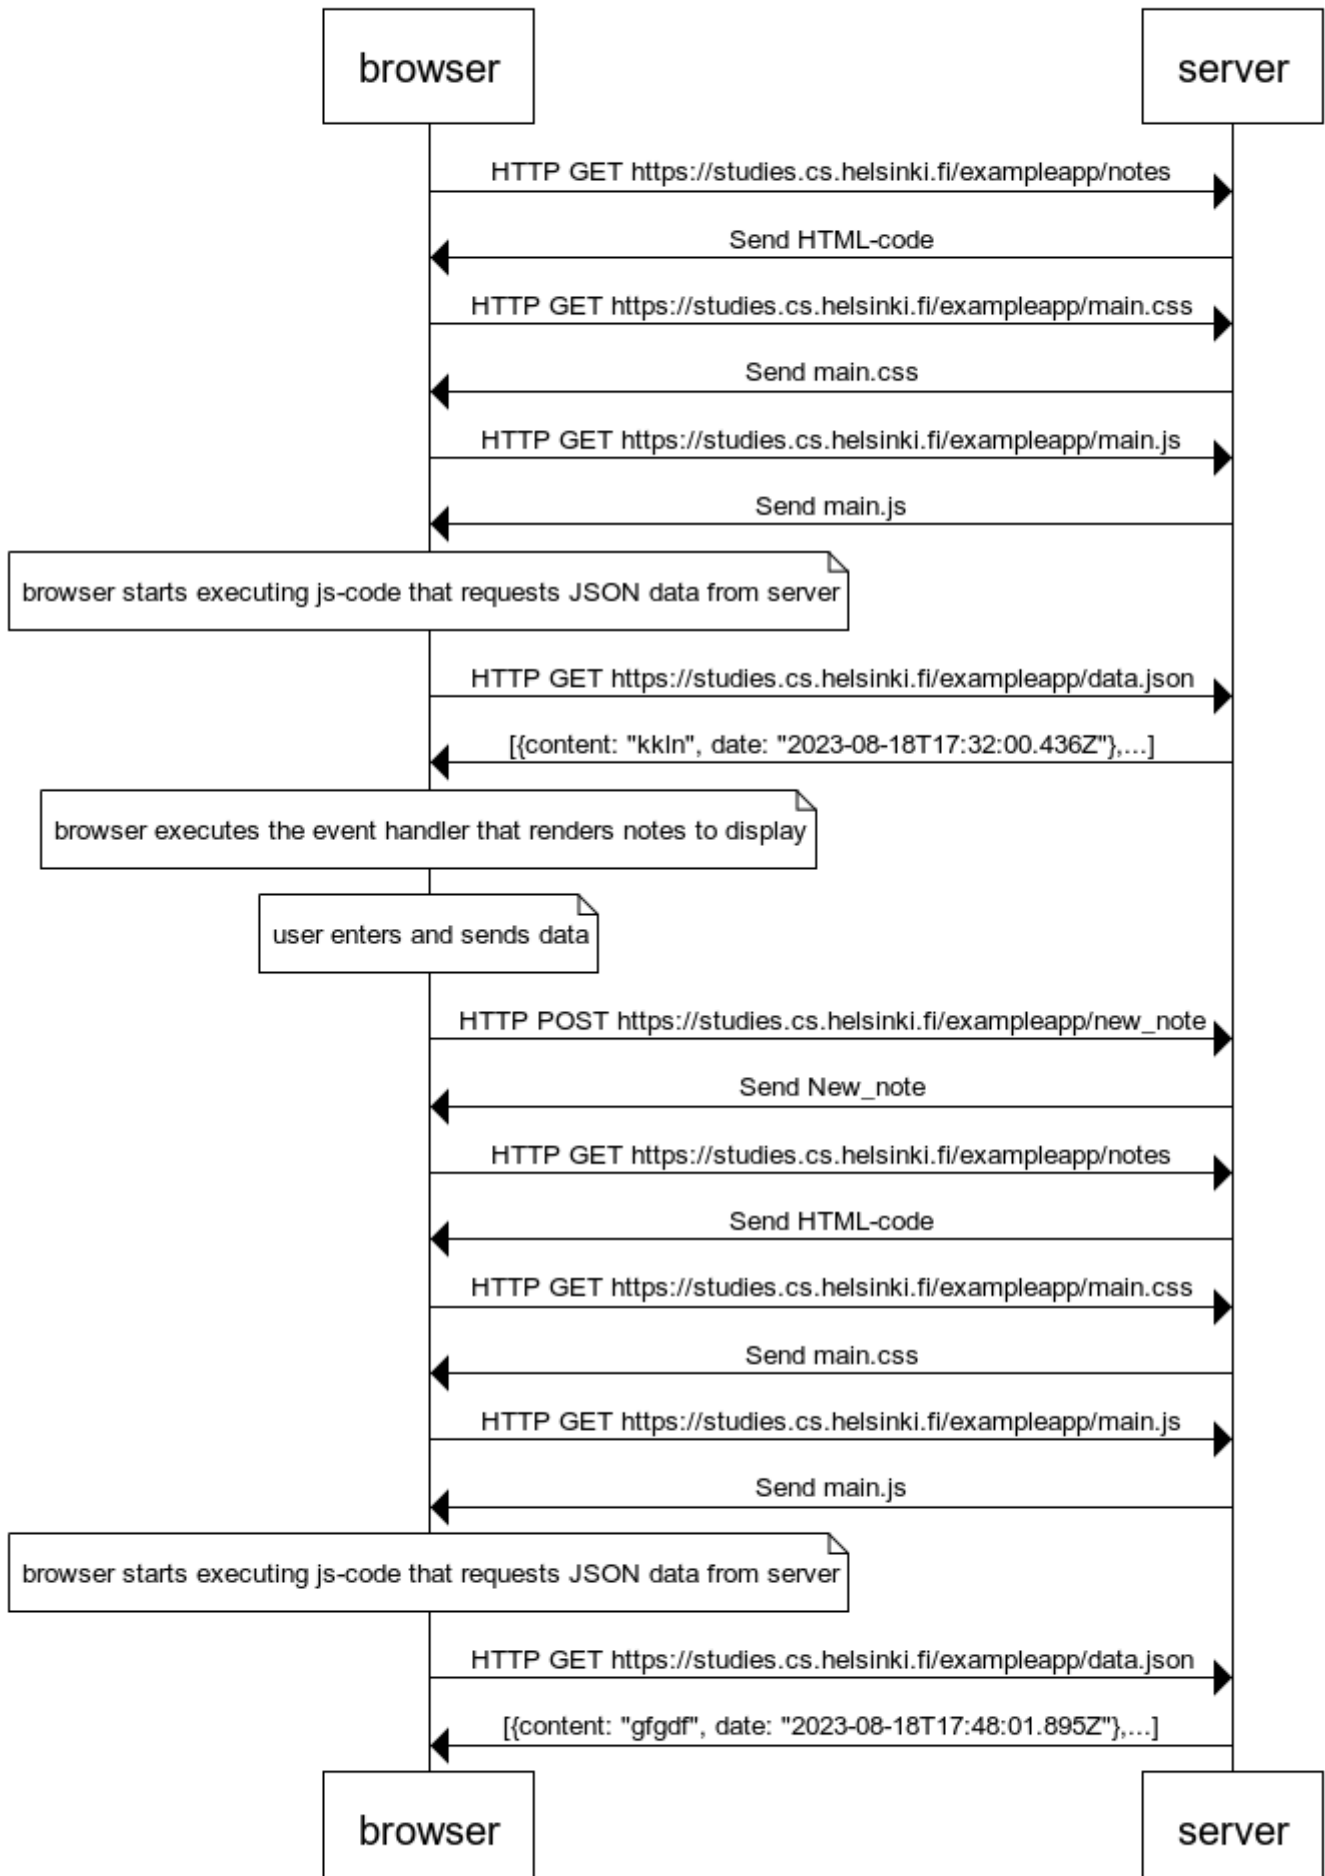 browser
server
HTTP GET https://studies.cs.helsinki.fi/exampleapp/notes
Send HTML-code
HTTP GET https://studies.cs.helsinki.fi/exampleapp/main.css
Send main.css
HTTP GET https://studies.cs.helsinki.fi/exampleapp/main.js
Send main.js
browser starts executing js-code that requests JSON data from server
HTTP GET https://studies.cs.helsinki.fi/exampleapp/data.json
[{content: "kkln", date: "2023-08-18T17:32:00.436Z"},...]
browser executes the event handler that renders notes to display
user enters and sends data
HTTP POST https://studies.cs.helsinki.fi/exampleapp/new_note
Send New_note
HTTP GET https://studies.cs.helsinki.fi/exampleapp/notes
Send HTML-code
HTTP GET https://studies.cs.helsinki.fi/exampleapp/main.css
Send main.css
HTTP GET https://studies.cs.helsinki.fi/exampleapp/main.js
Send main.js
browser starts executing js-code that requests JSON data from server
HTTP GET https://studies.cs.helsinki.fi/exampleapp/data.json
[{content: "gfgdf", date: "2023-08-18T17:48:01.895Z"},...]
browser
server